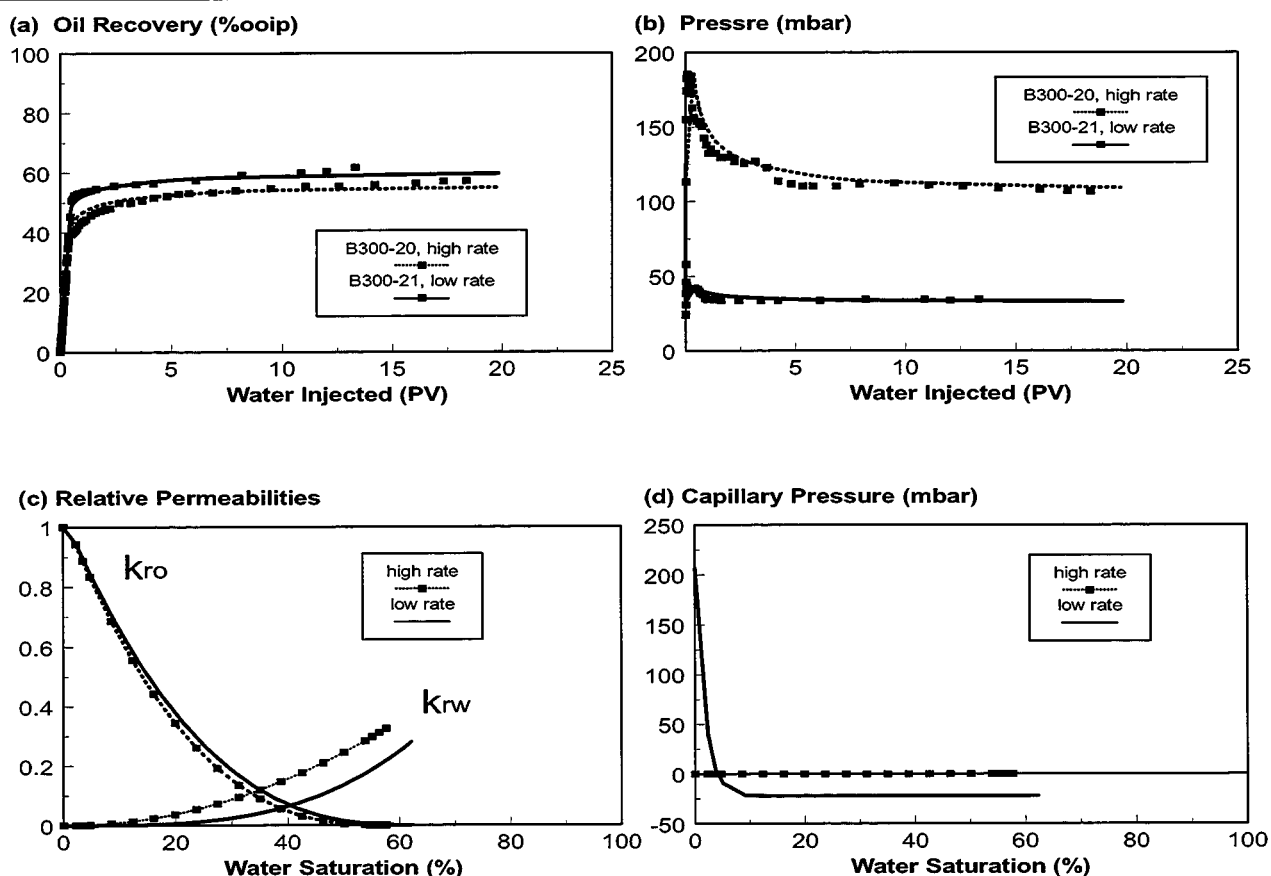 (a) Oil Recovery (%ooip)
100
80
60
40
20
0
0
5
10
15
20
25
Water Injected (PV)
B300-20, high rate
B300-21, low rate
(b) Pressre (mbar)
200
150
100
50
0
5
10
15
20
25
Water Injected (PV)
B300-20, high rate
B300-21, low rate
(c) Relative Permeabilities
1
0.8
0.6
0.4
0.2
0
0
20
40
60
80
100
Water Saturation (%)
kro
krw
high rate
low rate
(d) Capillary Pressure (mbar)
250
200
150
100
50
0
-50
0
20
40
60
80
100
Water Saturation (%)
high rate
low rate